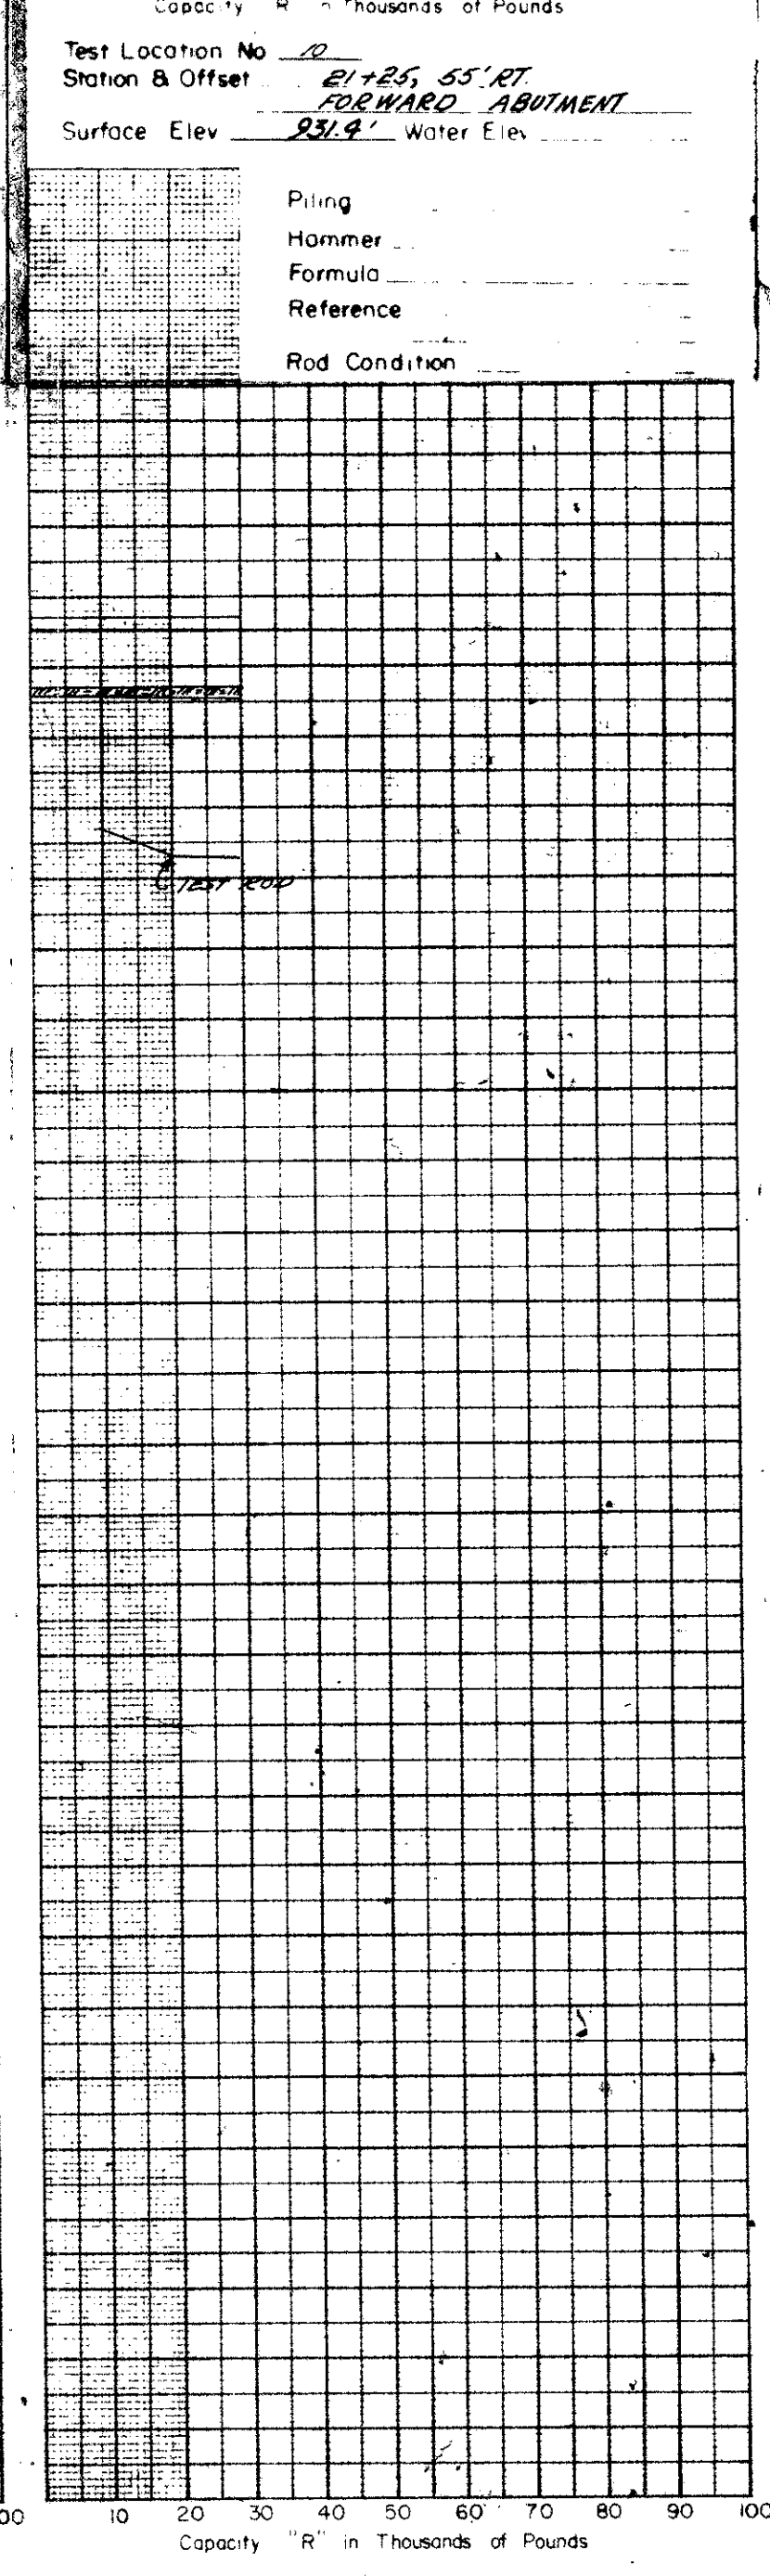 Capacity "R" in Thousands of Pounds
Test Location No 10
Station & Offset 21+25, 55' RT.
FORWARD ABUTMENT
Surface Elev 931.9' Water Elev
Piling
Hammer
Formula
Reference
Rod Condition
TEST ROD
00 10 20 30 40 50 60 70 80 90 100
Capacity "R" in Thousands of Pounds